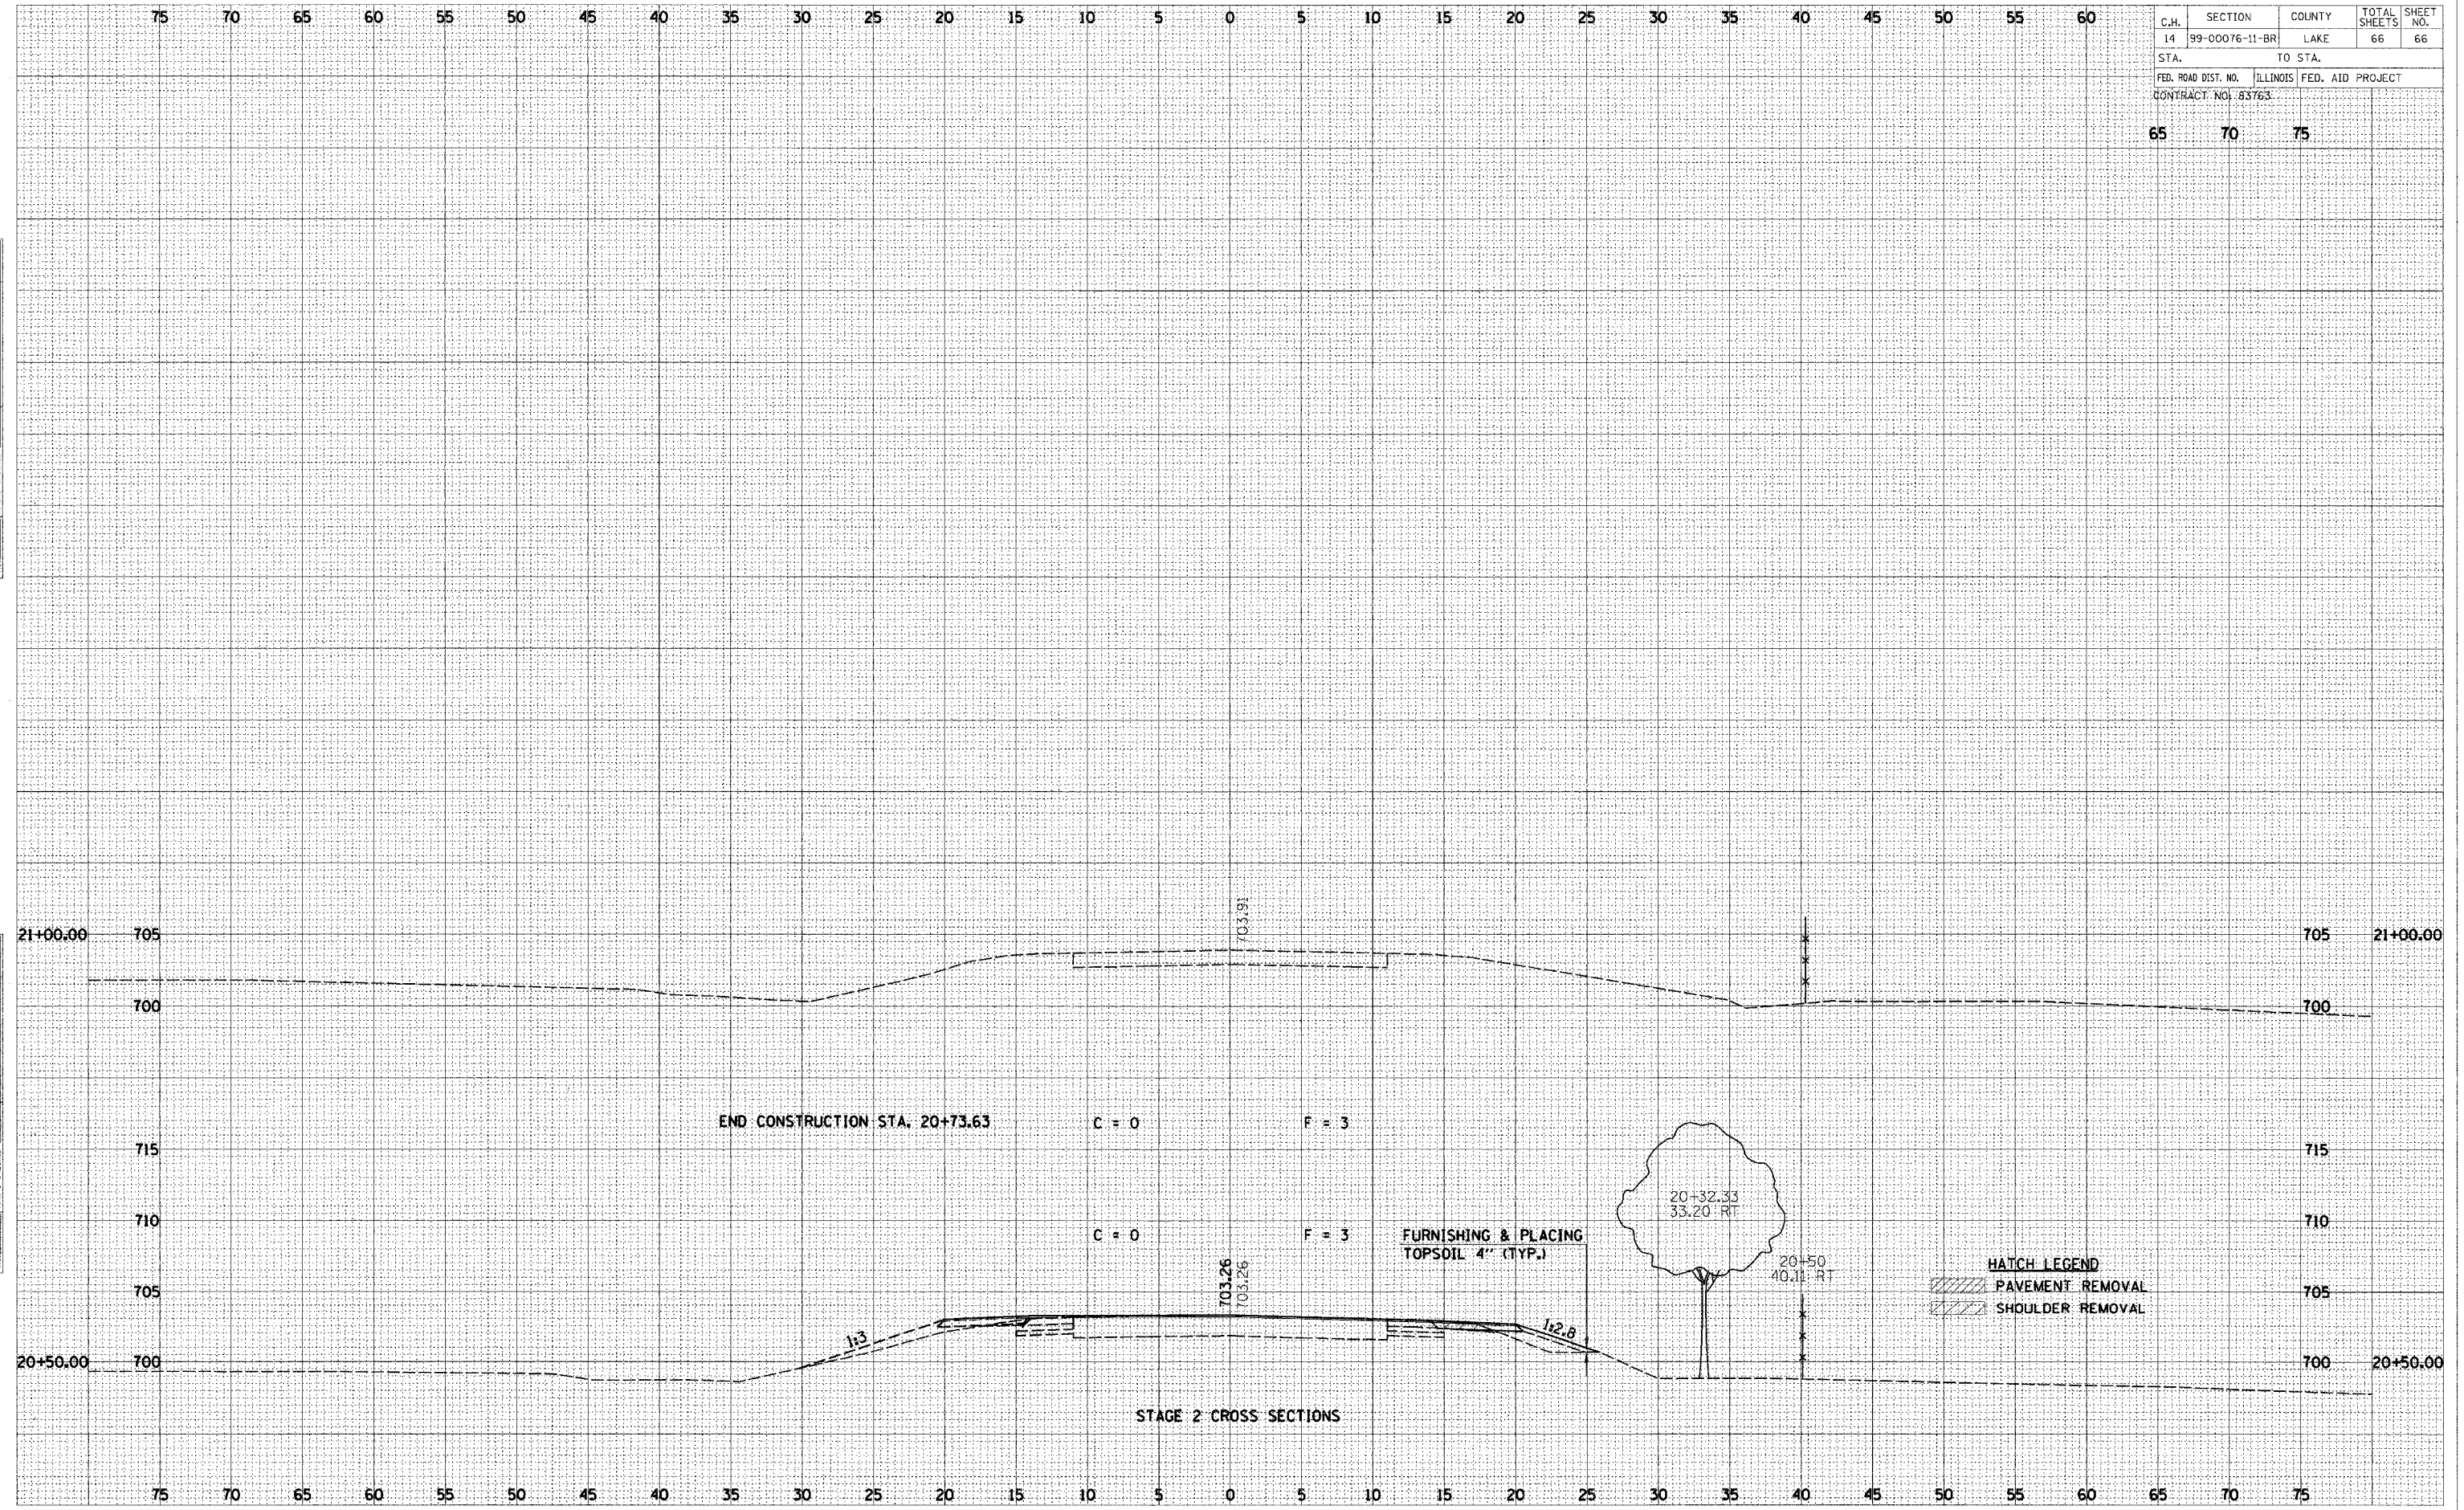 75 70 65 60 55 50 45 40 35 30 25 20 15 10 5 0 5 10 15 20 25 30 35 40 45 50 55 60
C.H. SECTION COUNTY TOTAL SHEETS SHEET NO.
14 99-00076-11-BR LAKE 66 66
STA. TO STA.
FED. ROAD DIST. NO. ILLINOIS FED. AID PROJECT
CONTRACT NO: 83763
65 70 75
703.91
21+00.00 705 705 21+00.00
700 700
END CONSTRUCTION STA. 20+73.63 C = 0 F = 3
715 715
20+32.33
33.20 RT
710 710
C = 0 F = 3
FURNISHING & PLACING
TOPSOIL 4" (TYP.)
20+50
40.11 RT
HATCH LEGEND
PAVEMENT REMOVAL
SHOULDER REMOVAL
703.26
703.26
705 705
1:3 1:2.8
20+50.00 700 700 20+50.00
STAGE 2 CROSS SECTIONS
75 70 65 60 55 50 45 40 35 30 25 20 15 10 5 0 5 10 15 20 25 30 35 40 45 50 55 60 65 70 75